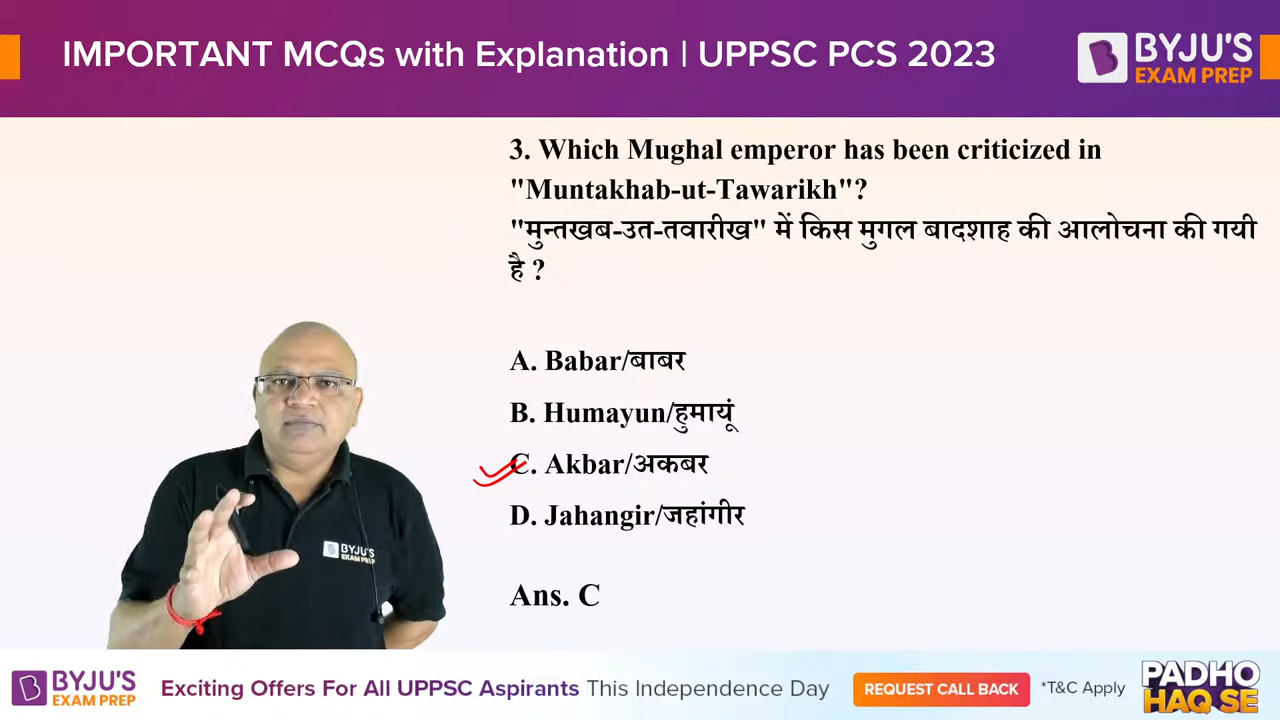 IMPORTANT MCQs with Explanation | UPPSC PCS 2023
BYJU'S
EXAM PREP
3. Which Mughal emperor has been criticized in
"Muntakhab-ut-Tawarikh"?
"मुन्तखब-उत-तवारीख" में किस मुगल बादशाह की आलोचना की गयी
है ?
A. Babar/बाबर
B. Humayun/हुमायूं
C. Akbar/अकबर
D. Jahangir/जहांगीर
Ans. C
BYJU'S
EXAM PREP
BYJU'S
EXAM PREP
Exciting Offers For All UPPSC Aspirants This Independence Day
REQUEST CALL BACK
*T&C Apply
PADHO
HAQ SE